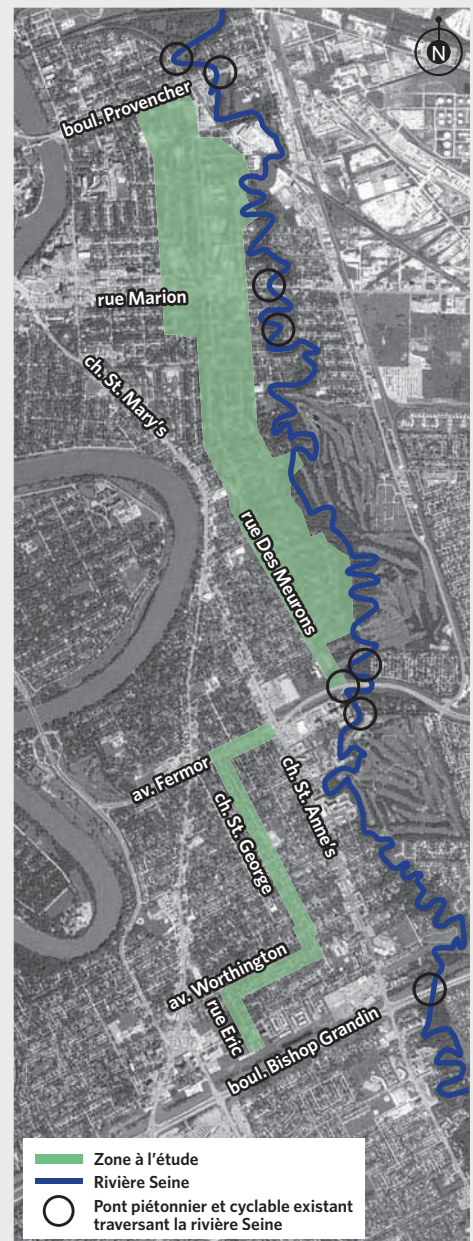 N
boul. Provencher
rue Marion
ch. St. Mary's
rue Des Meurons
av. Fermor
ch. St. George
ch. St. Anne's
av. Worthington
rue Eric
boul. Bishop Grandin
Zone à l'étude
Rivière Seine
Pont piétonnier et cyclable existant
traversant la rivière Seine